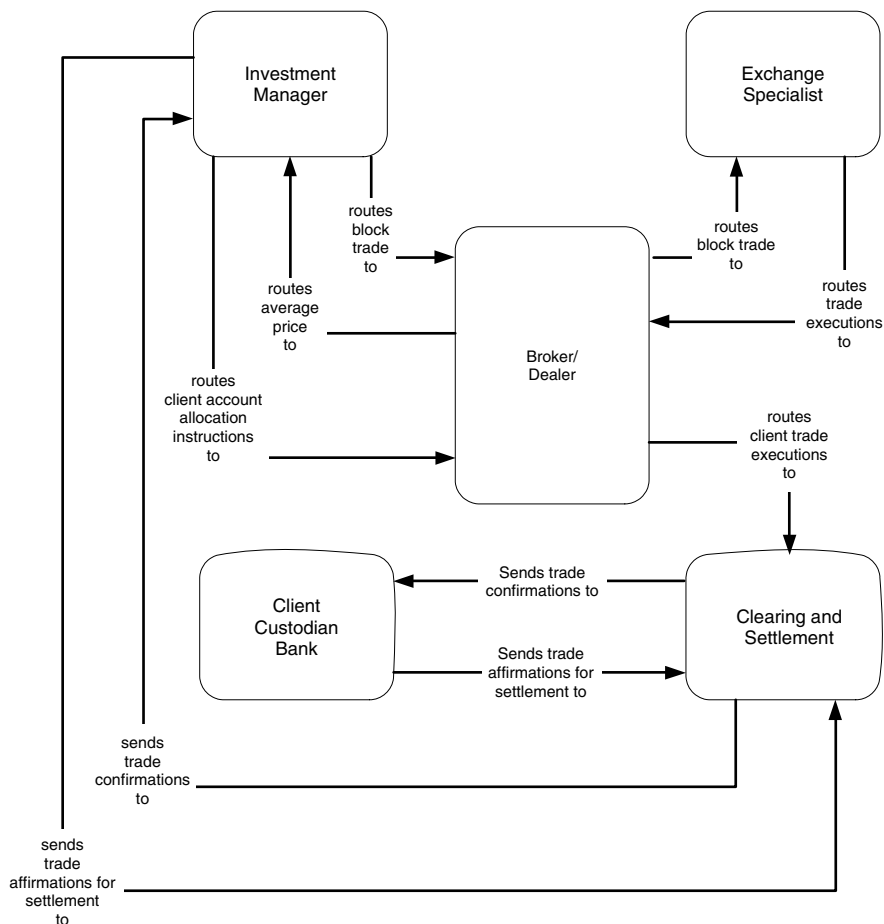 Investment
Manager
Exchange
Specialist
routes
block
trade
to
routes
block trade
to
routes
average
price
to
routes
trade
executions
to
Broker/
Dealer
routes
client account
allocation
instructions
to
routes
client trade
executions
to
Client
Custodian
Bank
Sends trade
confirmations to
Clearing and
Settlement
Sends trade
affirmations for
settlement to
sends
trade
confirmations
to
sends
trade
affirmations for
settlement
to